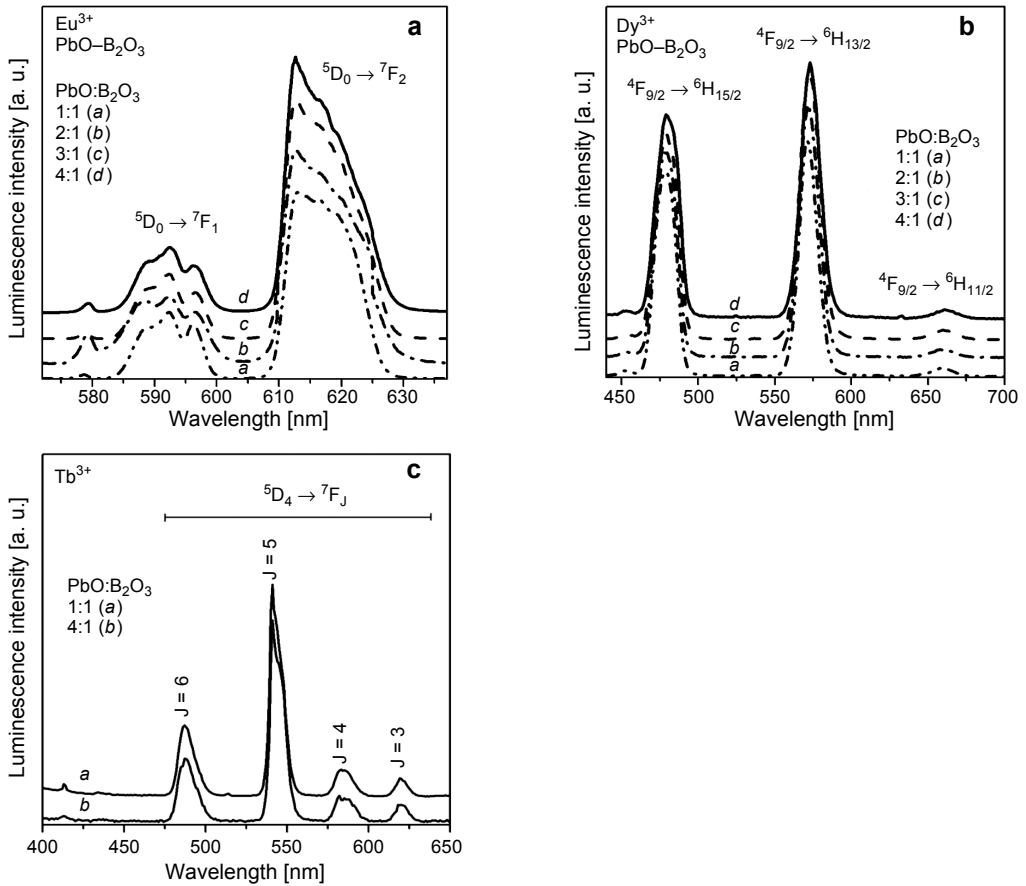 a
Eu³⁺
PbO–B₂O₃
PbO:B₂O₃
1:1 (a)
2:1 (b)
3:1 (c)
4:1 (d)
⁵D₀ → ⁷F₂
⁵D₀ → ⁷F₁
d
c
b
a
580 590 600 610 620 630
Wavelength [nm]
Luminescence intensity [a. u.]
b
Dy³⁺
PbO–B₂O₃
⁴F₉/₂ → ⁶H₁₃/₂
⁴F₉/₂ → ⁶H₁₅/₂
PbO:B₂O₃
1:1 (a)
2:1 (b)
3:1 (c)
4:1 (d)
⁴F₉/₂ → ⁶H₁₁/₂
d
c
b
a
450 500 550 600 650 700
Wavelength [nm]
Luminescence intensity [a. u.]
c
Tb³⁺
⁵D₄ → ⁷F_J
PbO:B₂O₃
1:1 (a)
4:1 (b)
J = 6
J = 5
J = 4
J = 3
a
b
400 450 500 550 600 650
Wavelength [nm]
Luminescence intensity [a. u.]